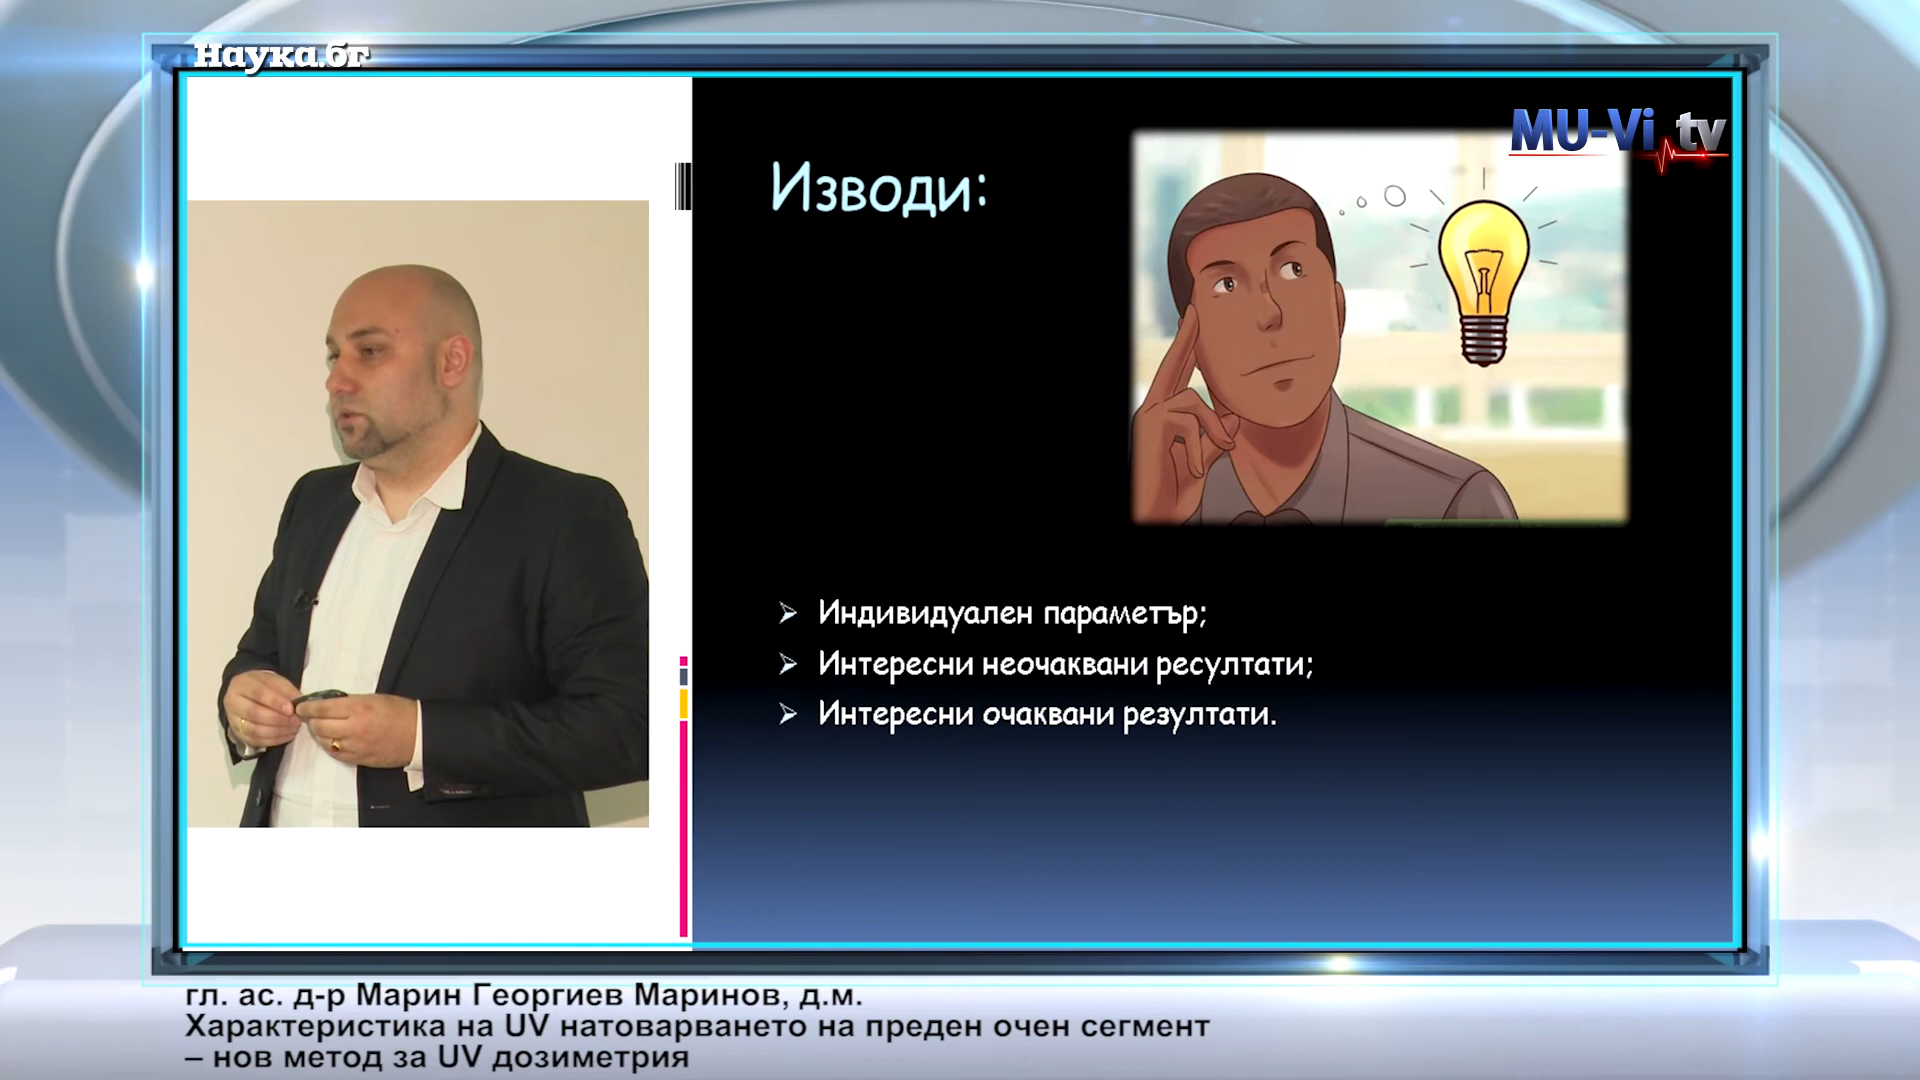 Наука.бг
MU-Vi.tv
Изводи:
Индивидуален параметър;
Интересни неочаквани ресултати;
Интересни очаквани резултати.
гл. ас. д-р Марин Георгиев Маринов, д.м.
Характеристика на UV натоварването на преден очен сегмент
– нов метод за UV дозиметрия